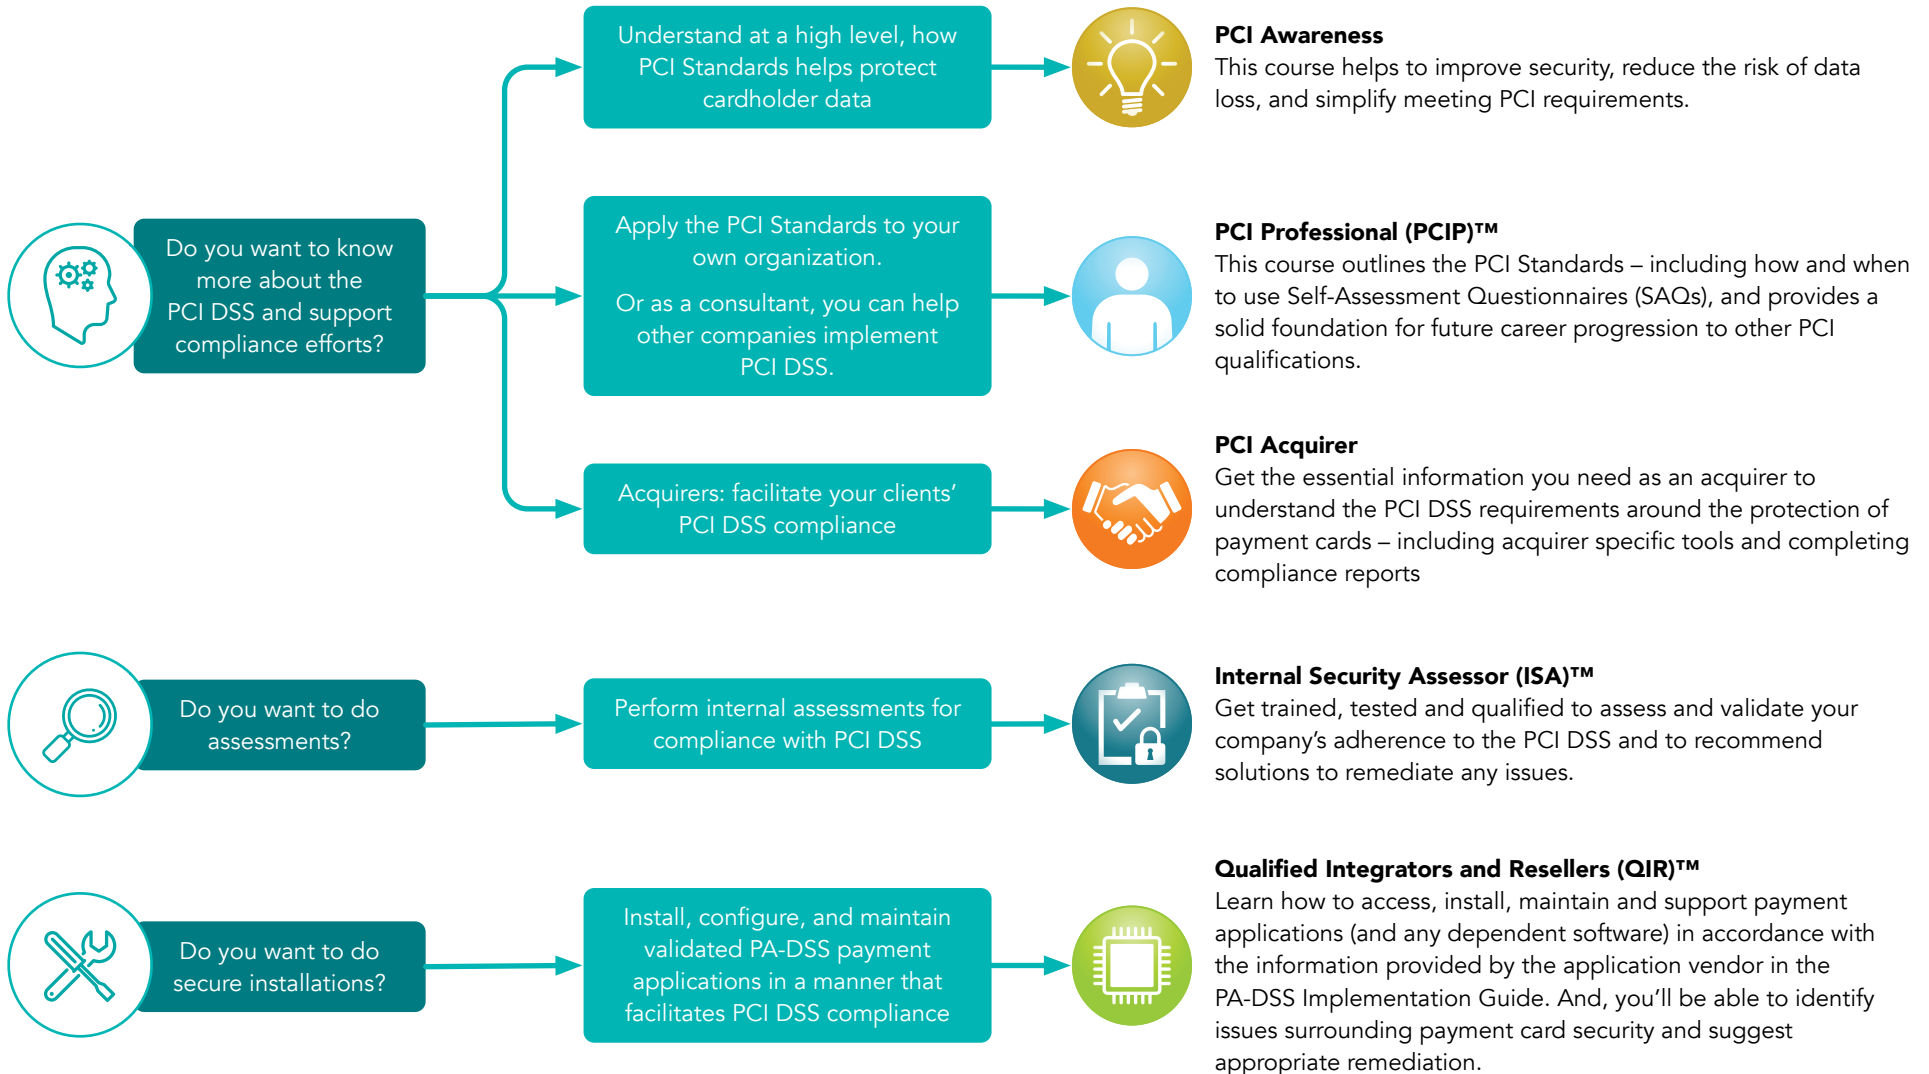 Understand at a high level, how
PCI Standards helps protect
cardholder data
PCI Awareness
This course helps to improve security, reduce the risk of data
loss, and simplify meeting PCI requirements.
Do you want to know
more about the
PCI DSS and support
compliance efforts?
Apply the PCI Standards to your
own organization.
Or as a consultant, you can help
other companies implement
PCI DSS.
PCI Professional (PCIP)™
This course outlines the PCI Standards – including how and when
to use Self-Assessment Questionnaires (SAQs), and provides a
solid foundation for future career progression to other PCI
qualifications.
Acquirers: facilitate your clients’
PCI DSS compliance
PCI Acquirer
Get the essential information you need as an acquirer to
understand the PCI DSS requirements around the protection of
payment cards – including acquirer specific tools and completing
compliance reports
Do you want to do
assessments?
Perform internal assessments for
compliance with PCI DSS
Internal Security Assessor (ISA)™
Get trained, tested and qualified to assess and validate your
company’s adherence to the PCI DSS and to recommend
solutions to remediate any issues.
Do you want to do
secure installations?
Install, configure, and maintain
validated PA-DSS payment
applications in a manner that
facilitates PCI DSS compliance
Qualified Integrators and Resellers (QIR)™
Learn how to access, install, maintain and support payment
applications (and any dependent software) in accordance with
the information provided by the application vendor in the
PA-DSS Implementation Guide. And, you’ll be able to identify
issues surrounding payment card security and suggest
appropriate remediation.